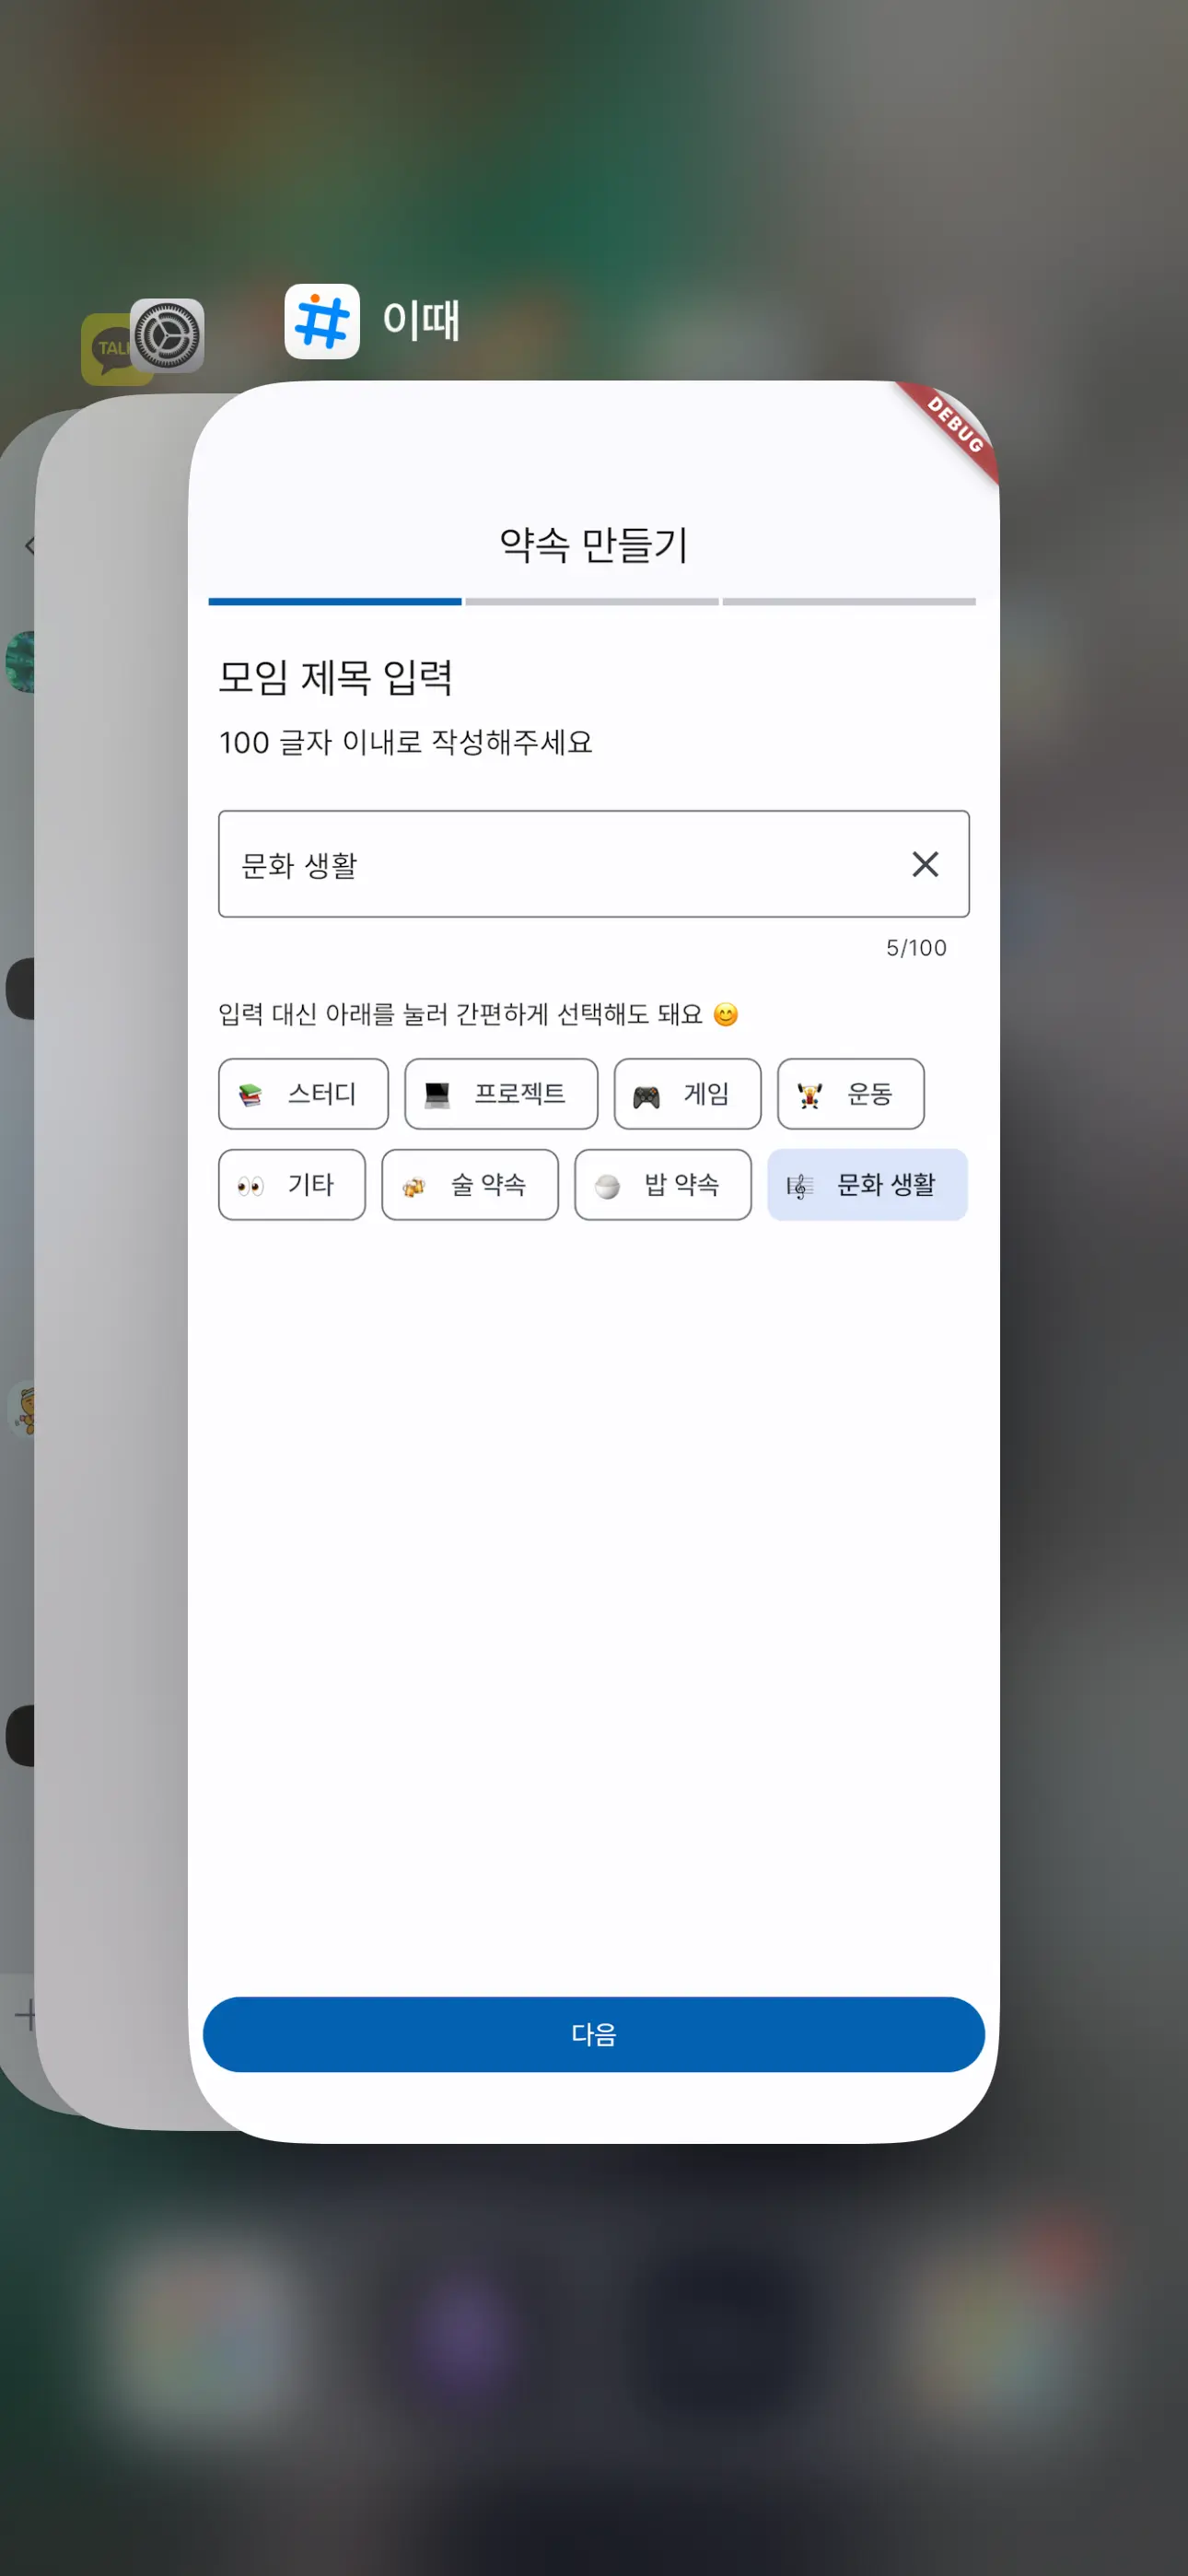 TALK
이때
DEBUG
약속 만들기
모임 제목 입력
100 글자 이내로 작성해주세요
문화 생활
5/100
입력 대신 아래를 눌러 간편하게 선택해도 돼요 😊
스터디 프로젝트 게임 운동
기타 술 약속 밥 약속 문화 생활
다음